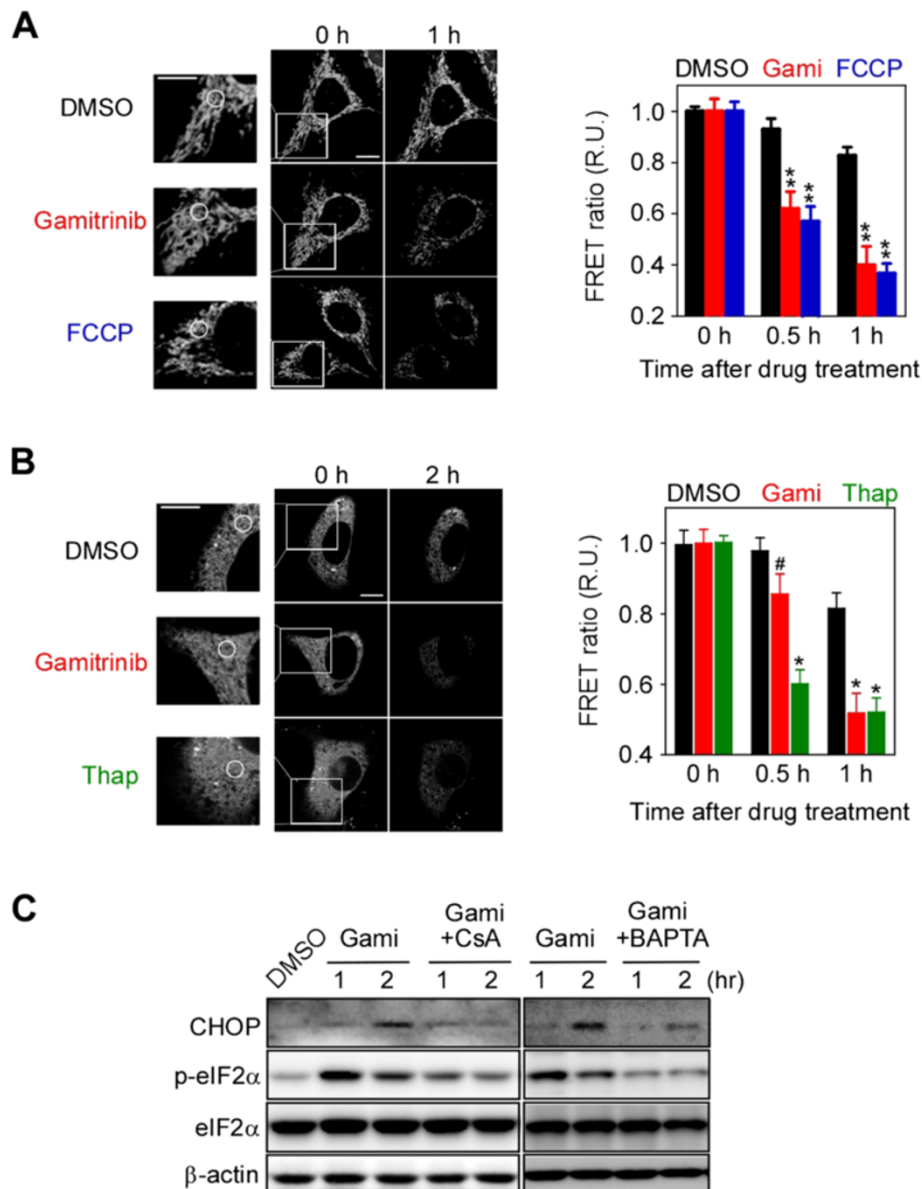 A
0 h 1 h
DMSO
Gamitrinib
FCCP
DMSO Gami FCCP
FRET ratio (R.U.)
1.0
0.8
0.6
0.4
0.2
** ** ** **
0 h 0.5 h 1 h
Time after drug treatment
B
0 h 2 h
DMSO
Gamitrinib
Thap
DMSO Gami Thap
FRET ratio (R.U.)
1.0
0.8
0.6
0.4
# * * *
0 h 0.5 h 1 h
Time after drug treatment
C
DMSO Gami Gami +CsA Gami Gami +BAPTA
1 2 1 2 1 2 1 2 (hr)
CHOP
p-eIF2α
eIF2α
β-actin